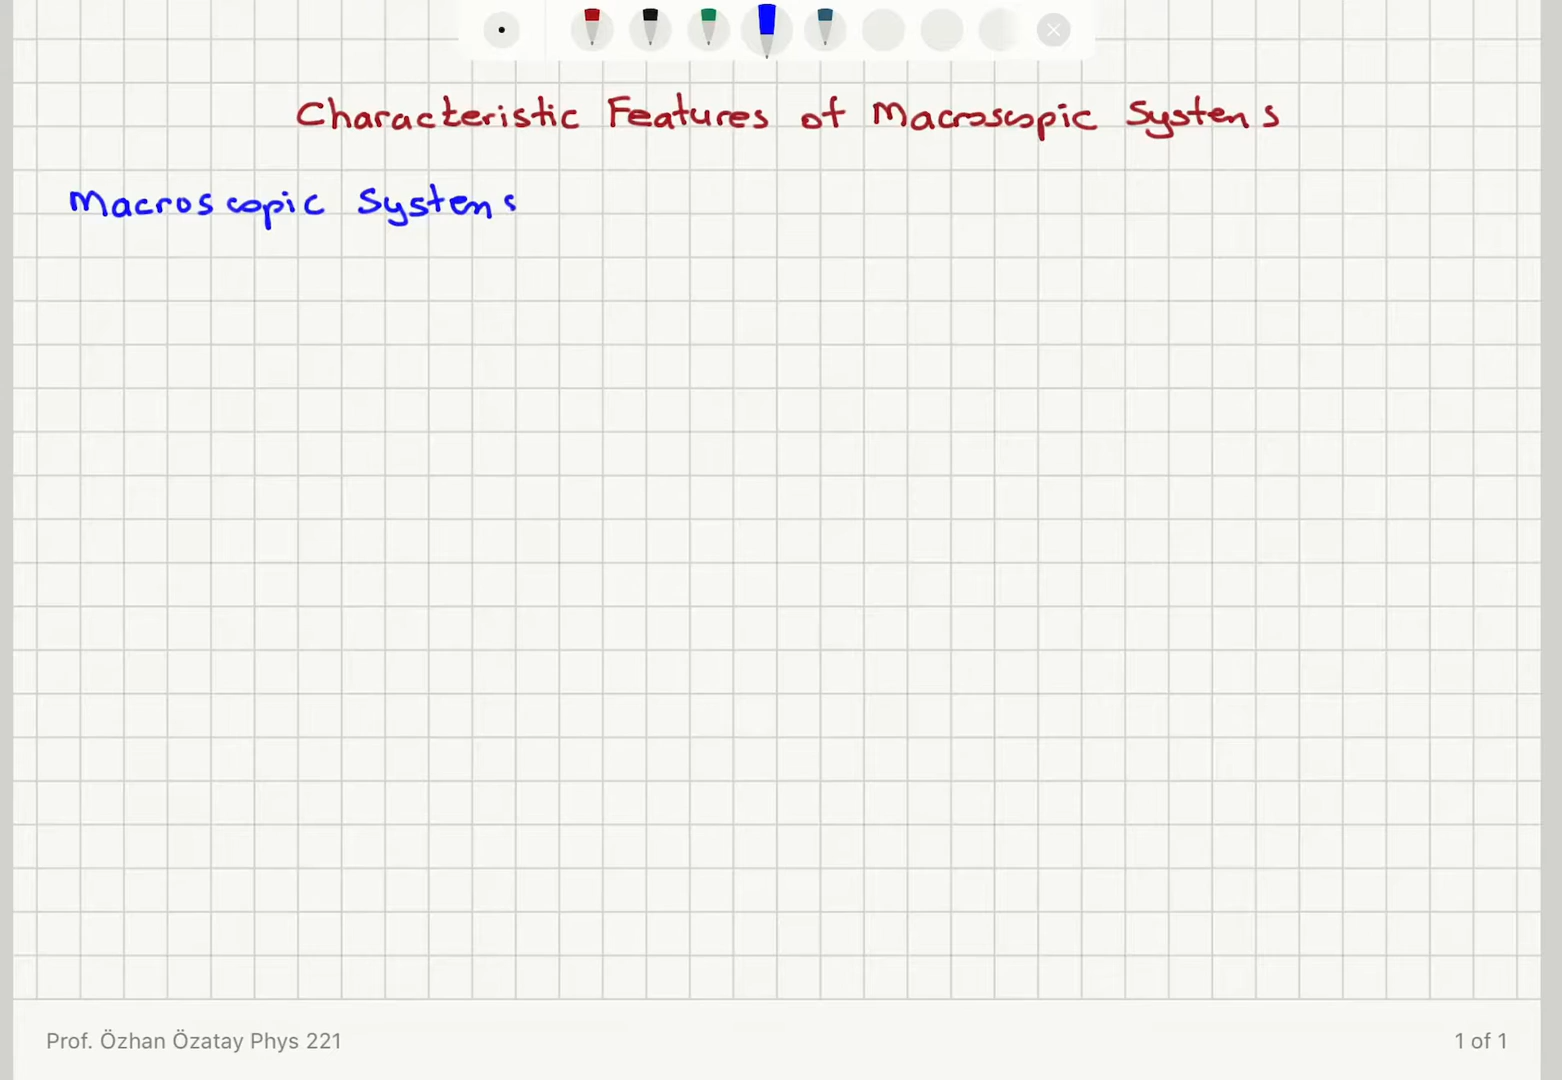 Characteristic Features of Macroscopic Systems
Macroscopic Systems
Prof. Özhan Özatay Phys 221
1 of 1